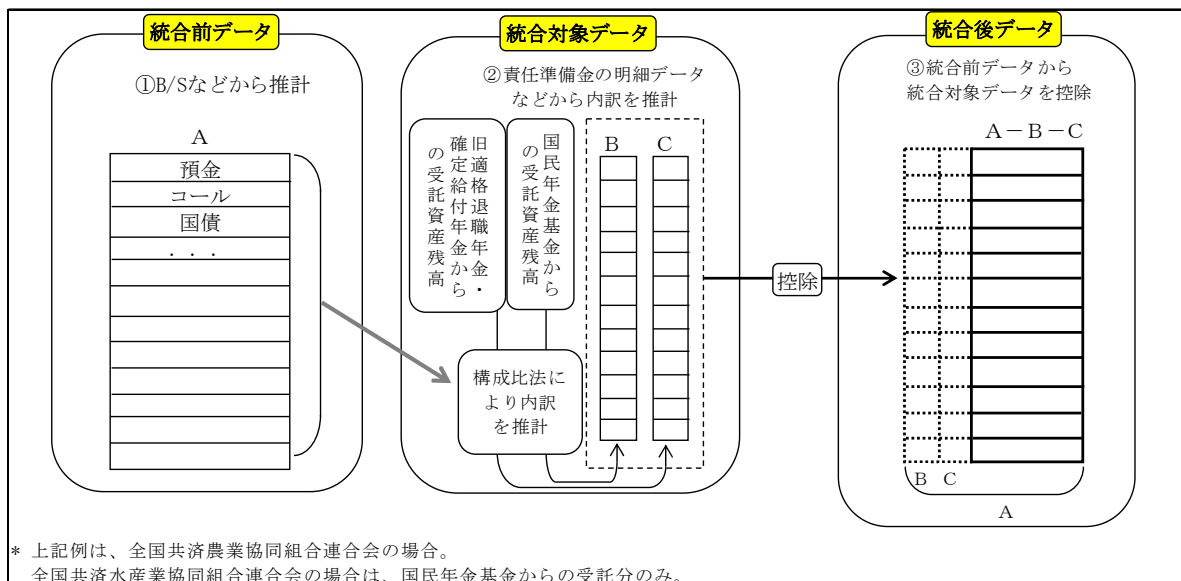 統合前データ
①B/Sなどから推計
A
預金
コール
国債
．．．
統合対象データ
②責任準備金の明細データ
などから内訳を推計
旧適格退職年金・
確定給付年金から
の受託資産残高
国民年金基金から
の受託資産残高
B C
構成比法に
より内訳
を推計
控除
統合後データ
③統合前データから
統合対象データを控除
A－B－C
B C
A
* 上記例は、全国共済農業協同組合連合会の場合。
全国共済水産業協同組合連合会の場合は、国民年金基金からの受託分のみ。